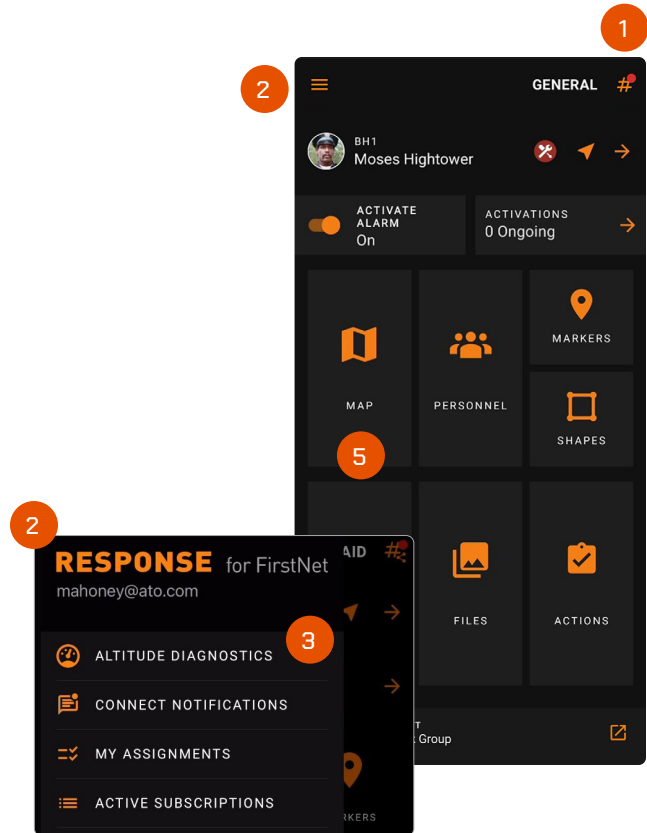 1
2
GENERAL
BH1
Moses Hightower
ACTIVATE
ALARM
On
ACTIVATIONS
0 Ongoing
MAP
PERSONNEL
MARKERS
SHAPES
5
FILES
ACTIONS
Group
2
RESPONSE for FirstNet
mahoney@ato.com
AID
3
ALTITUDE DIAGNOSTICS
CONNECT NOTIFICATIONS
MY ASSIGNMENTS
ACTIVE SUBSCRIPTIONS